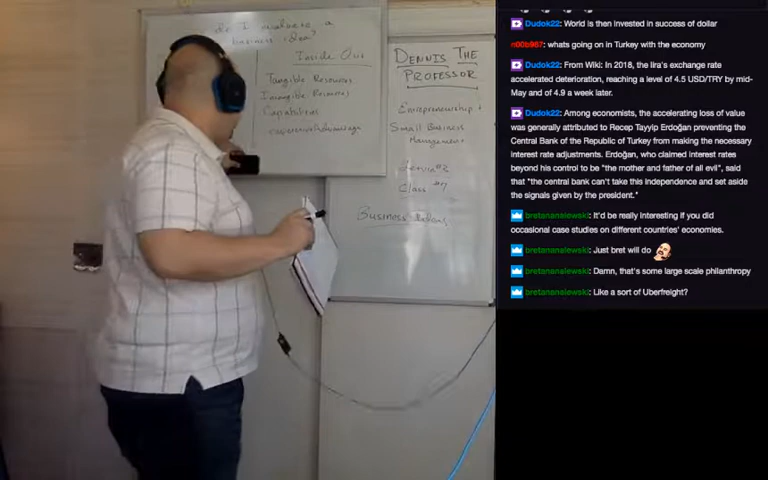 do I evaluate a
business idea?
Inside Out
Tangible Resources
Intangible Resources
Capabilities
DENNIS THE
PROFESSOR
Entrepreneurship +
Small Business
Management
Class #7
Business
Dudok22: World is then invested in success of dollar
n00b967: whats going on in Turkey with the economy
Dudok22: From Wiki: In 2018, the lira's exchange rate
accelerated deterioration, reaching a level of 4.5 USD/TRY by mid-
May and of 4.9 a week later.
Dudok22: Among economists, the accelerating loss of value
was generally attributed to Recep Tayyip Erdoğan preventing the
Central Bank of the Republic of Turkey from making the necessary
interest rate adjustments. Erdoğan, who claimed interest rates
beyond his control to be "the mother and father of all evil", said
that "the central bank can't take this independence and set aside
the signals given by the president."
bretananalewski: It'd be really interesting if you did
occasional case studies on different countries' economies.
bretananalewski: Just bret will do
bretananalewski: Damn, that's some large scale philanthropy
bretananalewski: Like a sort of Uberfreight?